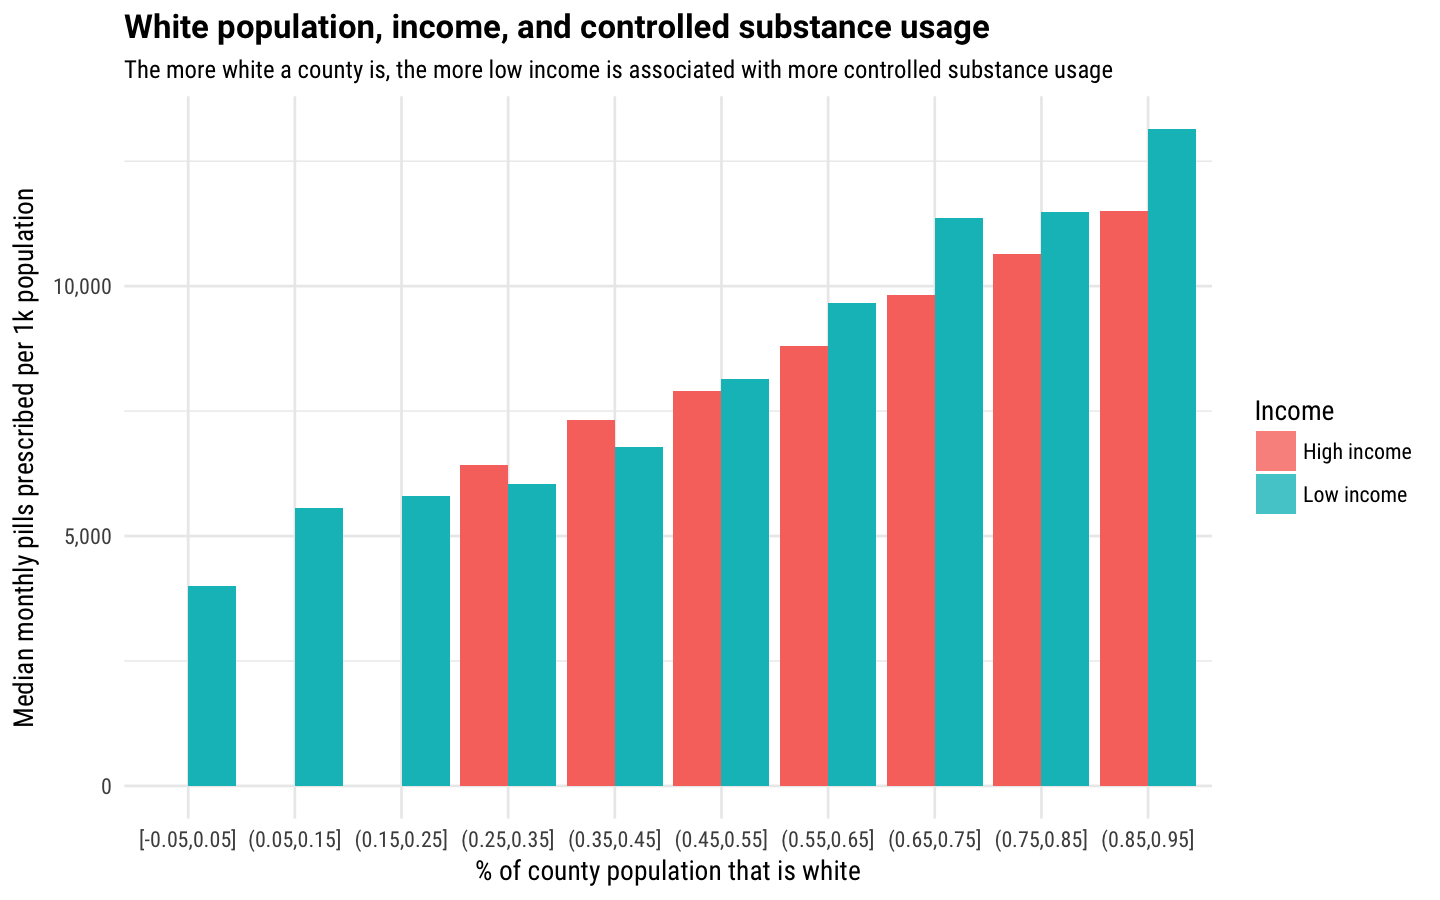 White population, income, and controlled substance usage
The more white a county is, the more low income is associated with more controlled substance usage
Median monthly pills prescribed per 1k population
10,000
5,000
0
[-0.05,0.05] (0.05,0.15] (0.15,0.25] (0.25,0.35] (0.35,0.45] (0.45,0.55] (0.55,0.65] (0.65,0.75] (0.75,0.85] (0.85,0.95]
% of county population that is white
Income
High income
Low income